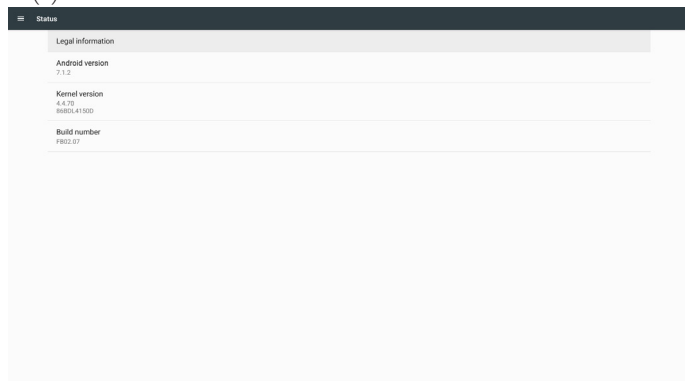 Status
Legal information
Android version
7.1.2
Kernel version
4.4.70
86BDL4150D
Build number
FB02.07